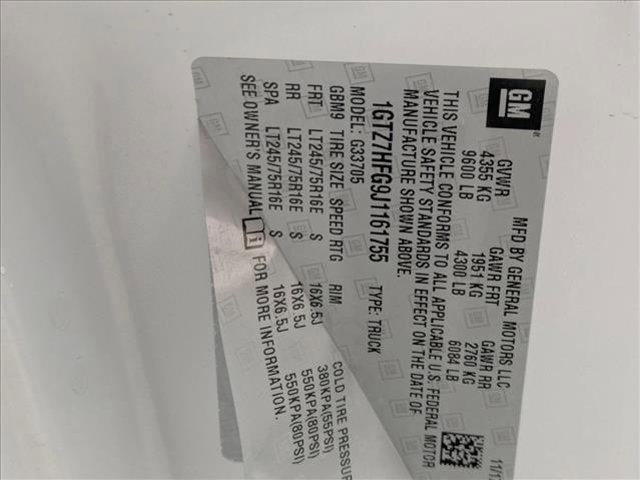 GM
MFD BY GENERAL MOTORS LLC 11/1
GVWR GAWR FRT GAWR RR
4355 KG 1951 KG 2760 KG
9600 LB 4300 LB 6084 LB
THIS VEHICLE CONFORMS TO ALL APPLICABLE U.S. FEDERAL MOTOR
VEHICLE SAFETY STANDARDS IN EFFECT ON THE DATE OF
MANUFACTURE SHOWN ABOVE.
1GTZ7HFG9J1161755 TYPE: TRUCK
MODEL: G33705
GBM9 TIRE SIZE SPEED RTG RIM COLD TIRE PRESSUR
FRT LT245/75R16E S 16X6.5J 380KPA(55PSI)
RR LT245/75R16E S 16X6.5J 550KPA(80PSI)
SPA LT245/75R16E S 16X6.5J 550KPA(80PSI)
SEE OWNER'S MANUAL i FOR MORE INFORMATION.